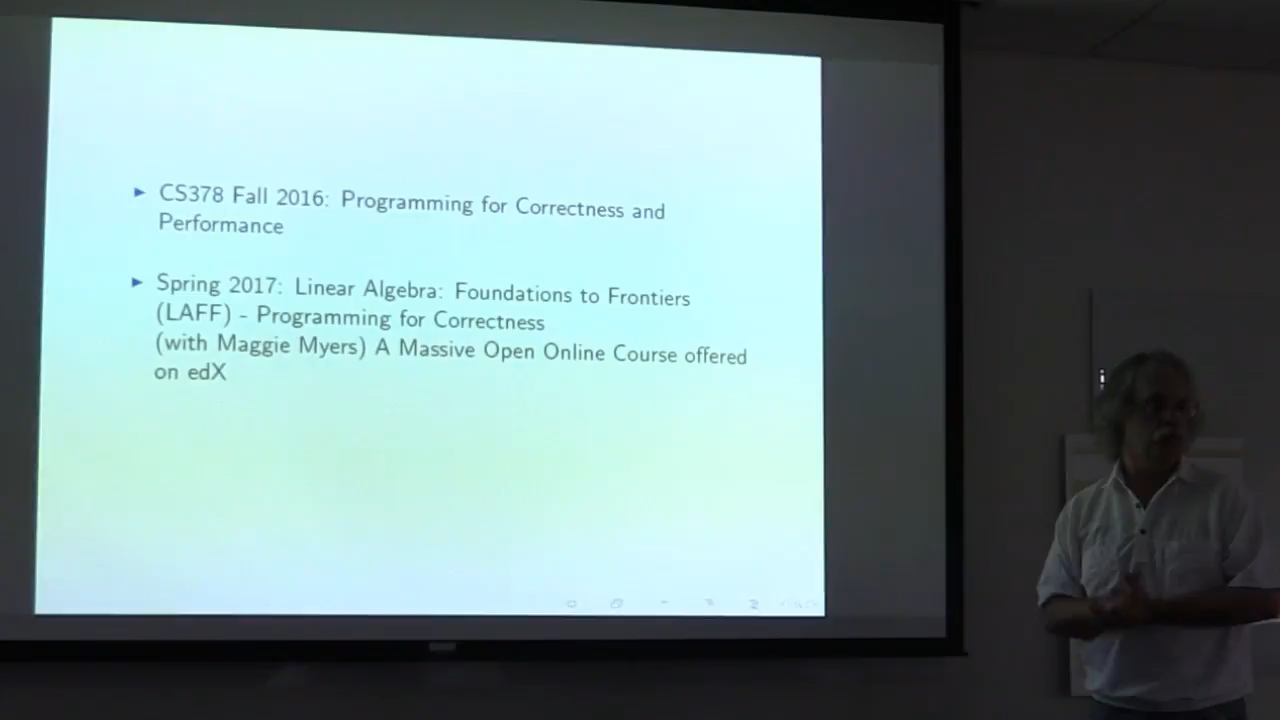 CS378 Fall 2016: Programming for Correctness and
Performance
Spring 2017: Linear Algebra: Foundations to Frontiers
(LAFF) - Programming for Correctness
(with Maggie Myers) A Massive Open Online Course offered
on edX